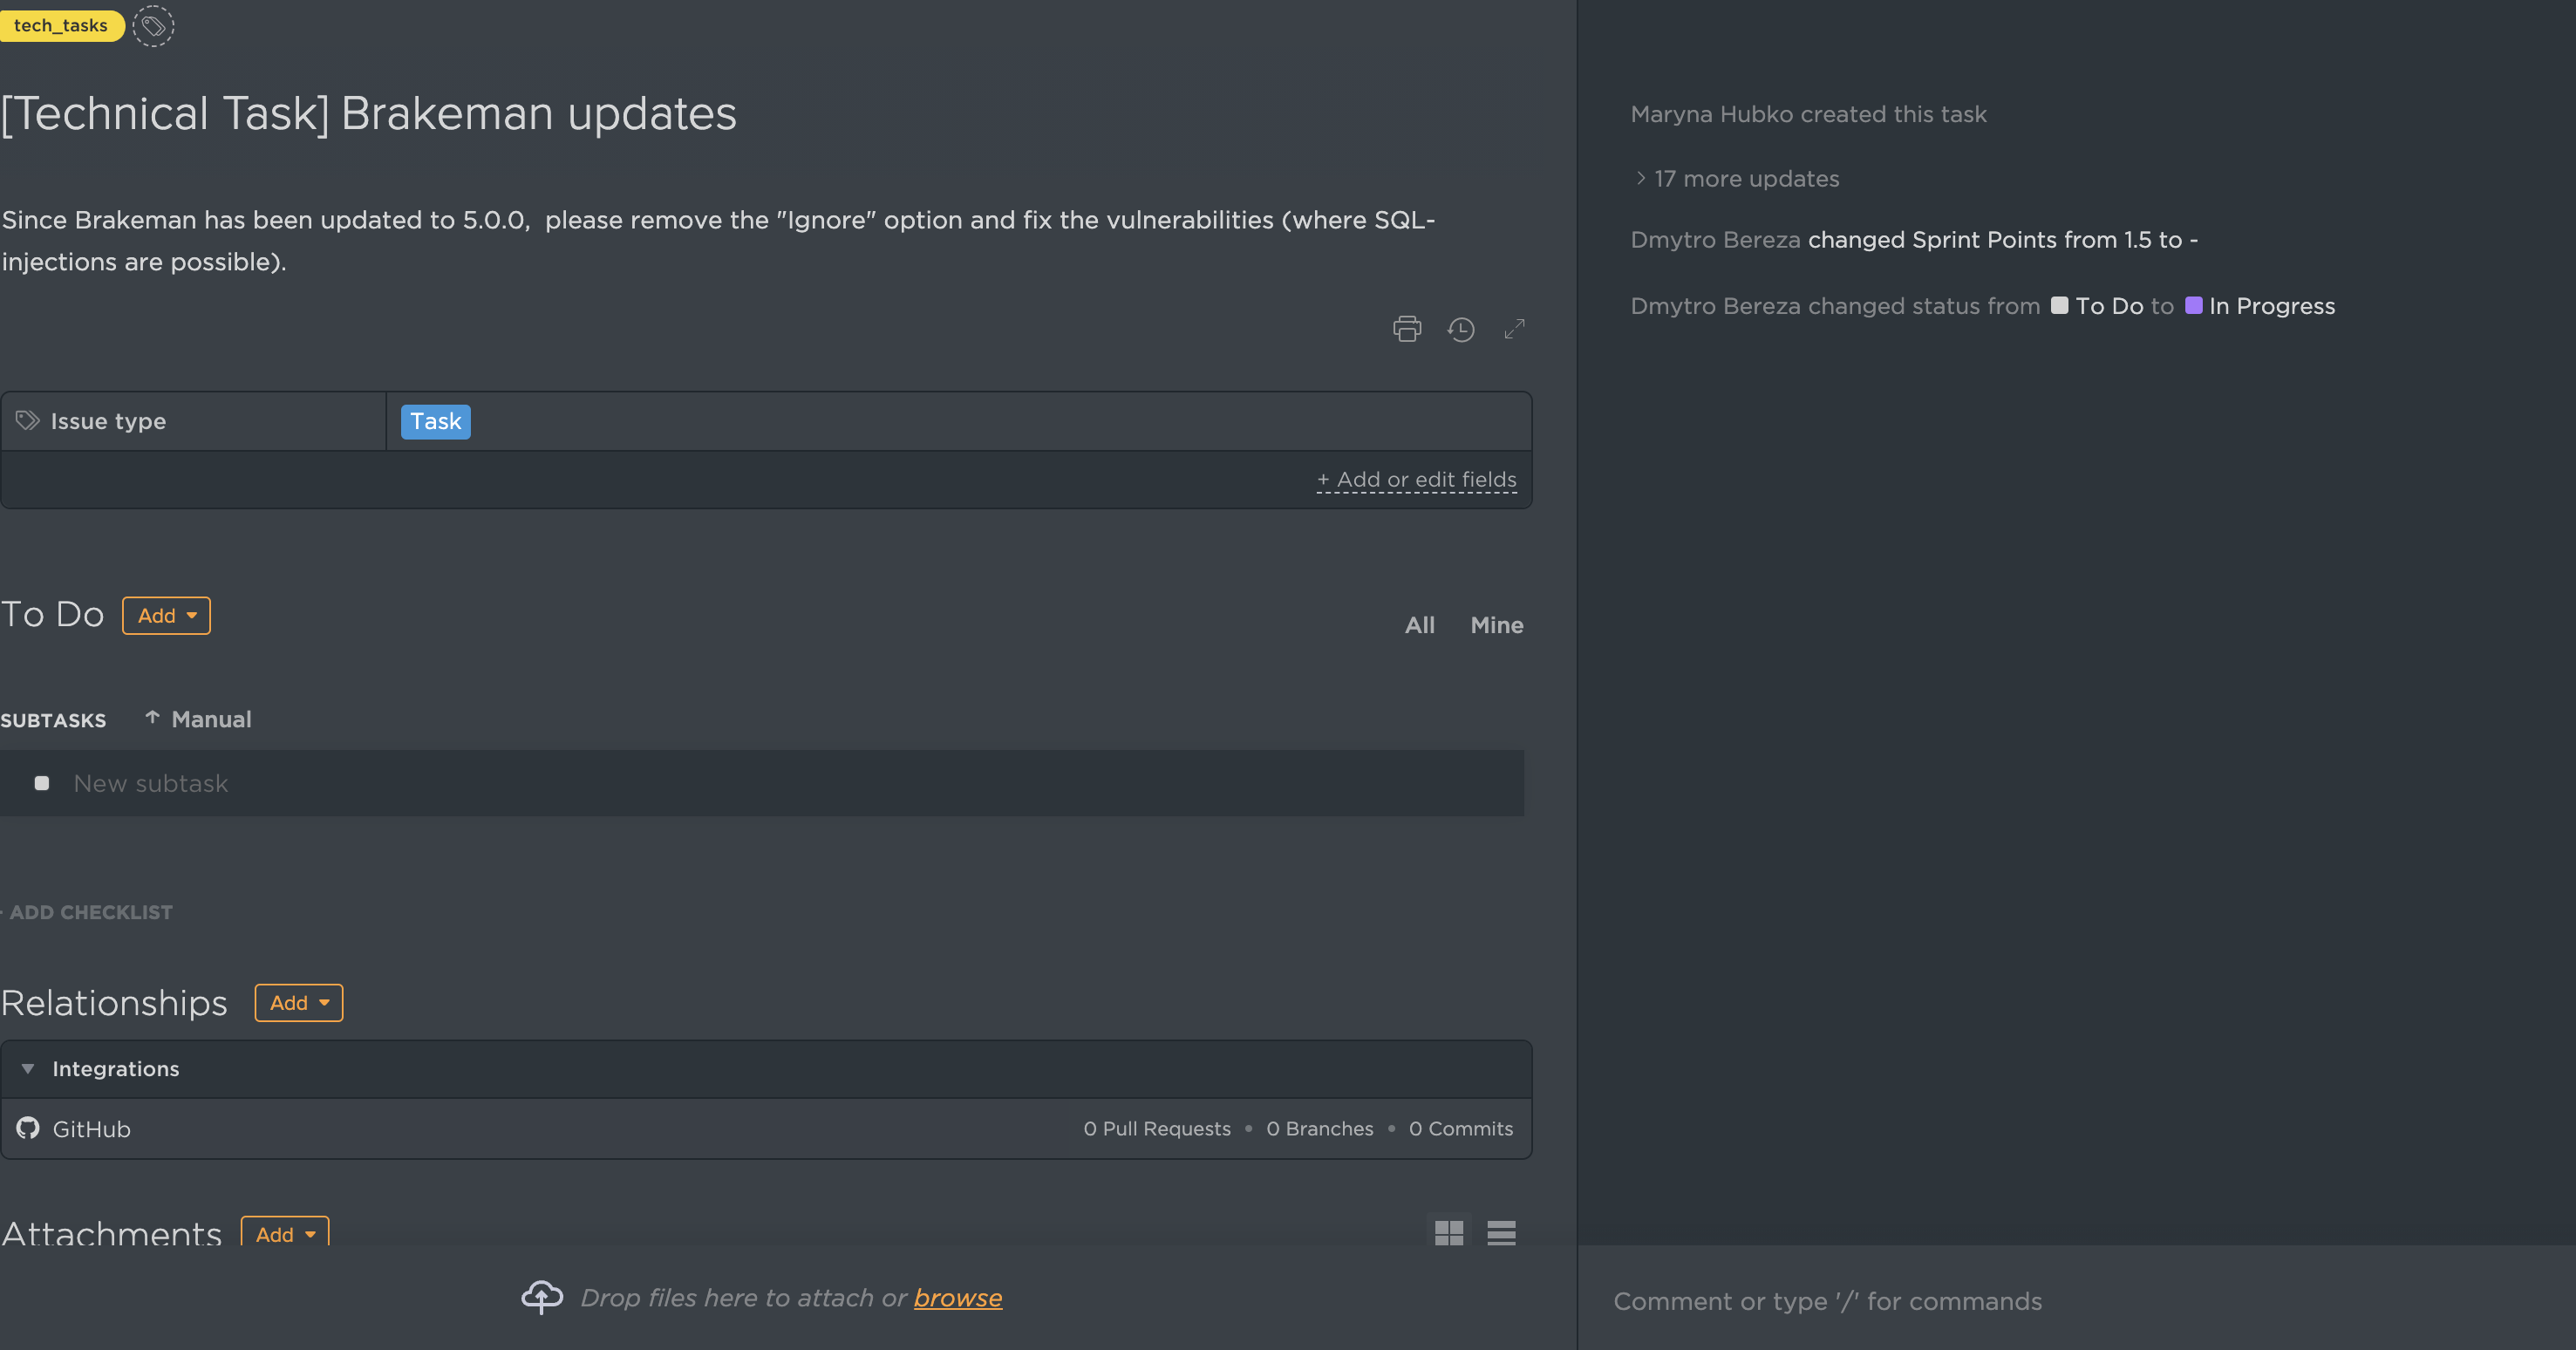 tech_tasks
[Technical Task] Brakeman updates
Since Brakeman has been updated to 5.0.0,  please remove the "Ignore" option and fix the vulnerabilities (where SQL-
injections are possible).
Issue type
Task
+ Add or edit fields
To Do
Add
All
Mine
SUBTASKS
Manual
New subtask
ADD CHECKLIST
Relationships
Add
Integrations
GitHub
0 Pull Requests • 0 Branches • 0 Commits
Attachments
Add
Drop files here to attach or browse
Maryna Hubko created this task
17 more updates
Dmytro Bereza changed Sprint Points from 1.5 to -
Dmytro Bereza changed status from To Do to In Progress
Comment or type '/' for commands